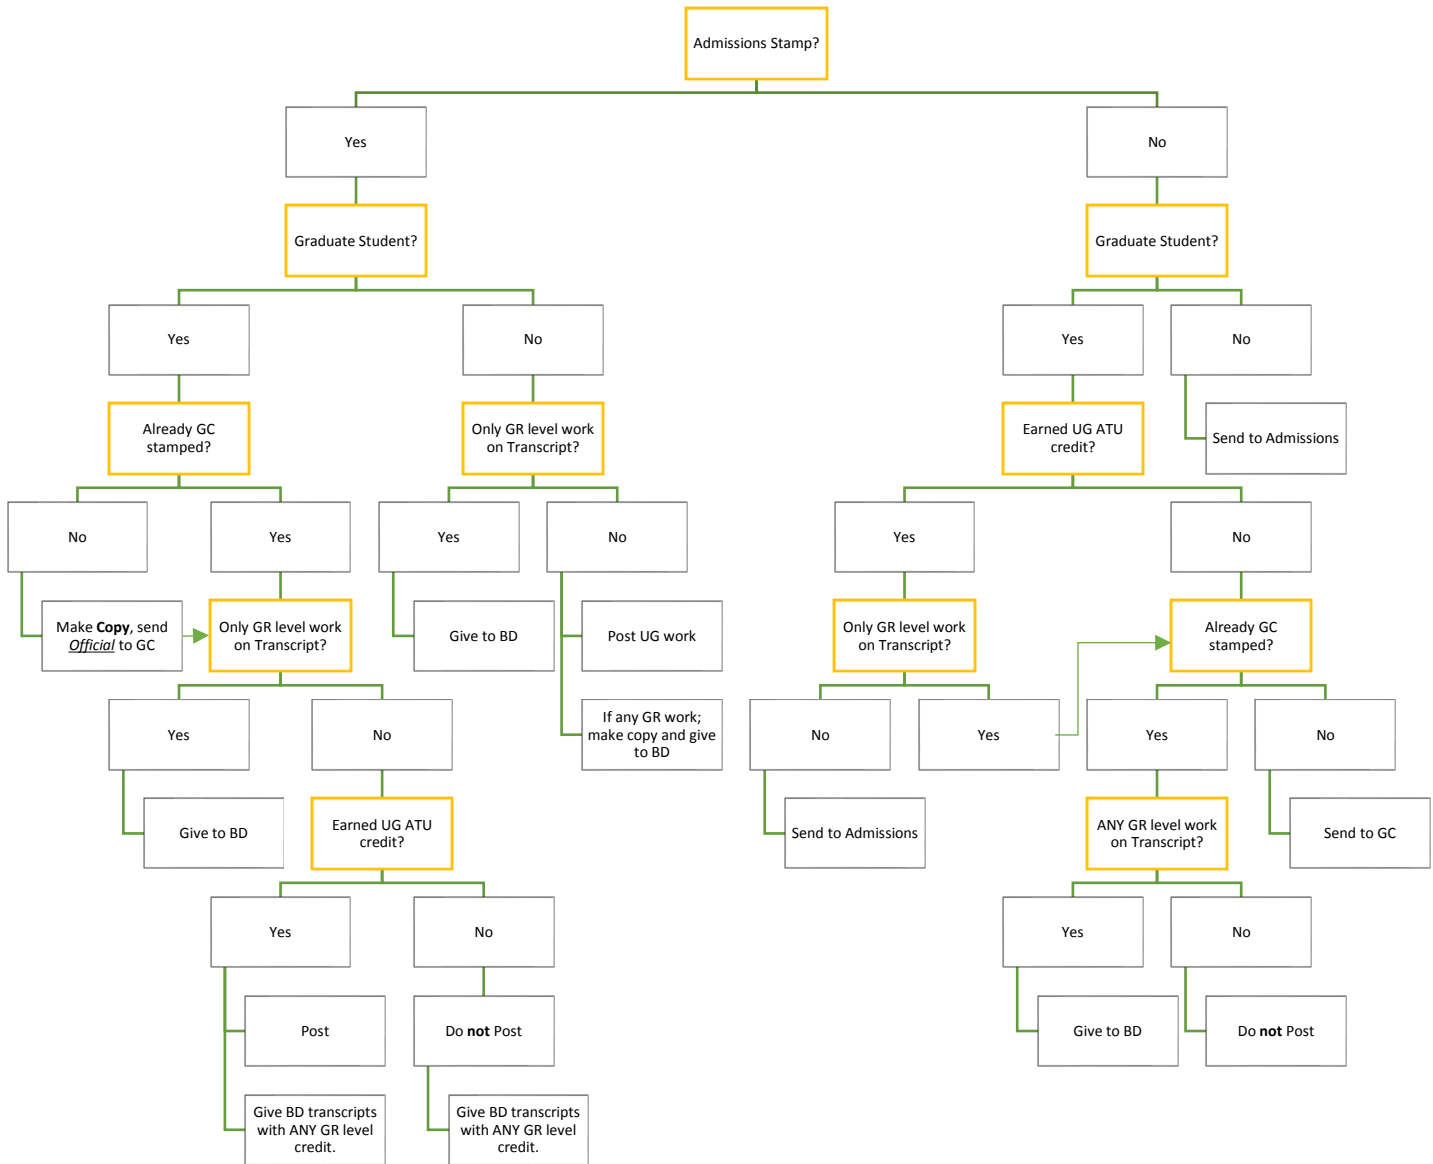 Admissions Stamp?
Yes
No
Graduate Student?
Graduate Student?
Yes
No
Yes
No
Already GC
stamped?
Only GR level work
on Transcript?
Earned UG ATU
credit?
Send to Admissions
No
Yes
Yes
No
Yes
No
Make Copy, send
Official to GC
Only GR level work
on Transcript?
Give to BD
Post UG work
Only GR level work
on Transcript?
Already GC
stamped?
Yes
No
If any GR work;
make copy and give
to BD
No
Yes
Yes
No
Give to BD
Earned UG ATU
credit?
Send to Admissions
ANY GR level work
on Transcript?
Send to GC
Yes
No
Yes
No
Post
Do not Post
Give to BD
Do not Post
Give BD transcripts
with ANY GR level
credit.
Give BD transcripts
with ANY GR level
credit.